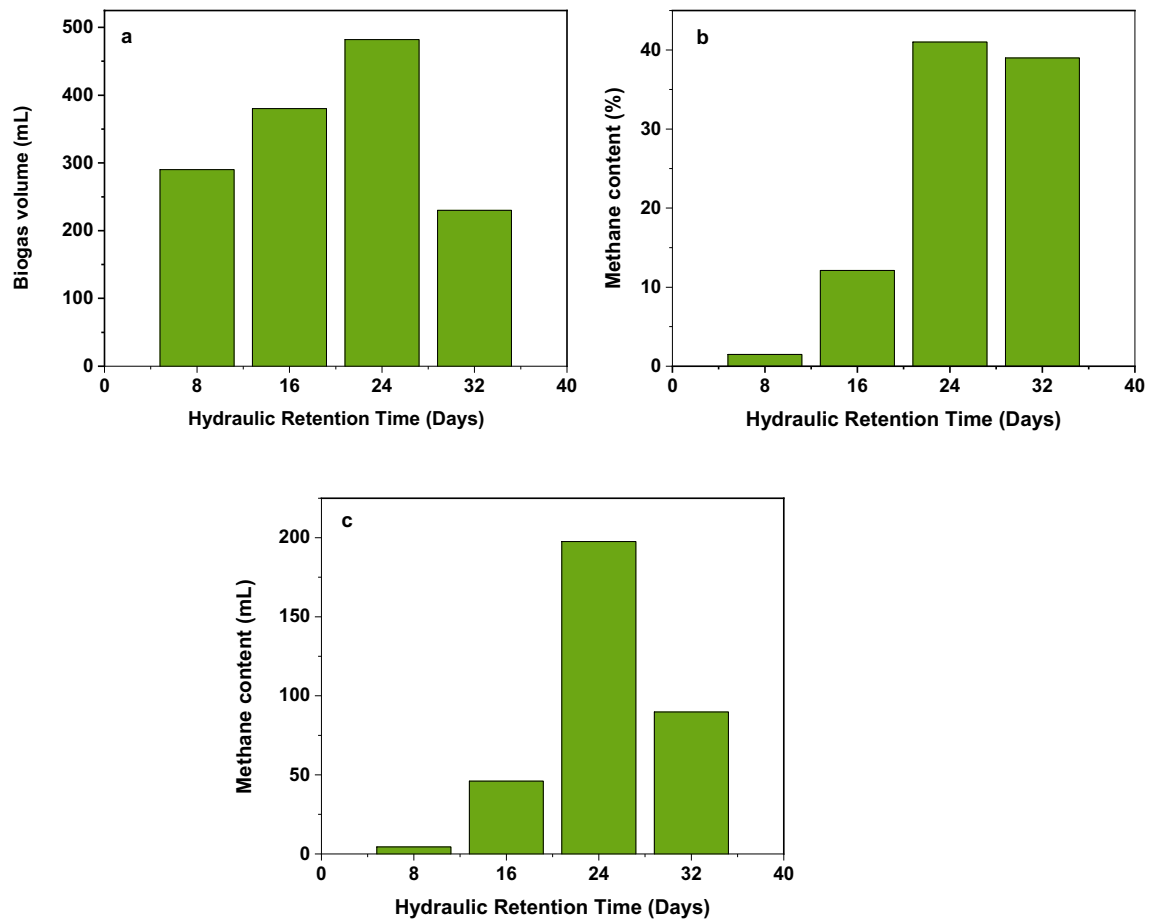 a
Biogas volume (mL)
500
400
300
200
100
0
0 8 16 24 32 40
Hydraulic Retention Time (Days)
b
Methane content (%)
40
30
20
10
0
0 8 16 24 32 40
Hydraulic Retention Time (Days)
c
Methane content (mL)
200
150
100
50
0
0 8 16 24 32 40
Hydraulic Retention Time (Days)